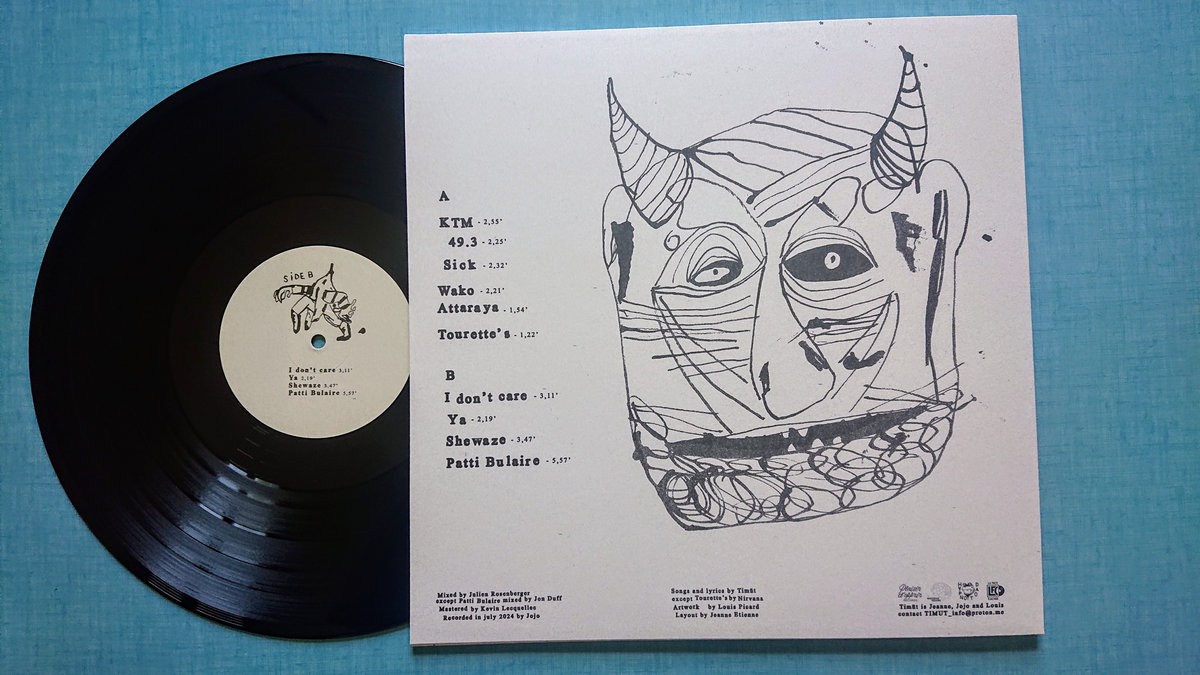 SiDE B
I don't care 3,11'
Ya 2,19'
Shewaze 3,47'
Patti Bulaire 5,57'
A
KTM - 2,55'
49.3 - 2,25'
Sick - 2,32'
Wako - 2,21'
Attaraya - 1,54'
Tourette's - 1,22'
B
I don't care - 3,11'
Ya - 2,19'
Shewaze - 3,47'
Patti Bulaire - 5,57'
Mixed by Julien Rosenberger
except Patti Bulaire mixed by Jon Duff
Mastered by Kevin Lecquellec
Recorded in july 2024 by Jojo
Songs and lyrics by Timüt
except Tourette's by Nirvana
Artwork by Louis Picard
Layout by Jeanne Etienne
Timüt is Jeanne, Jojo and Louis
contact TIMUT_info@proton.me